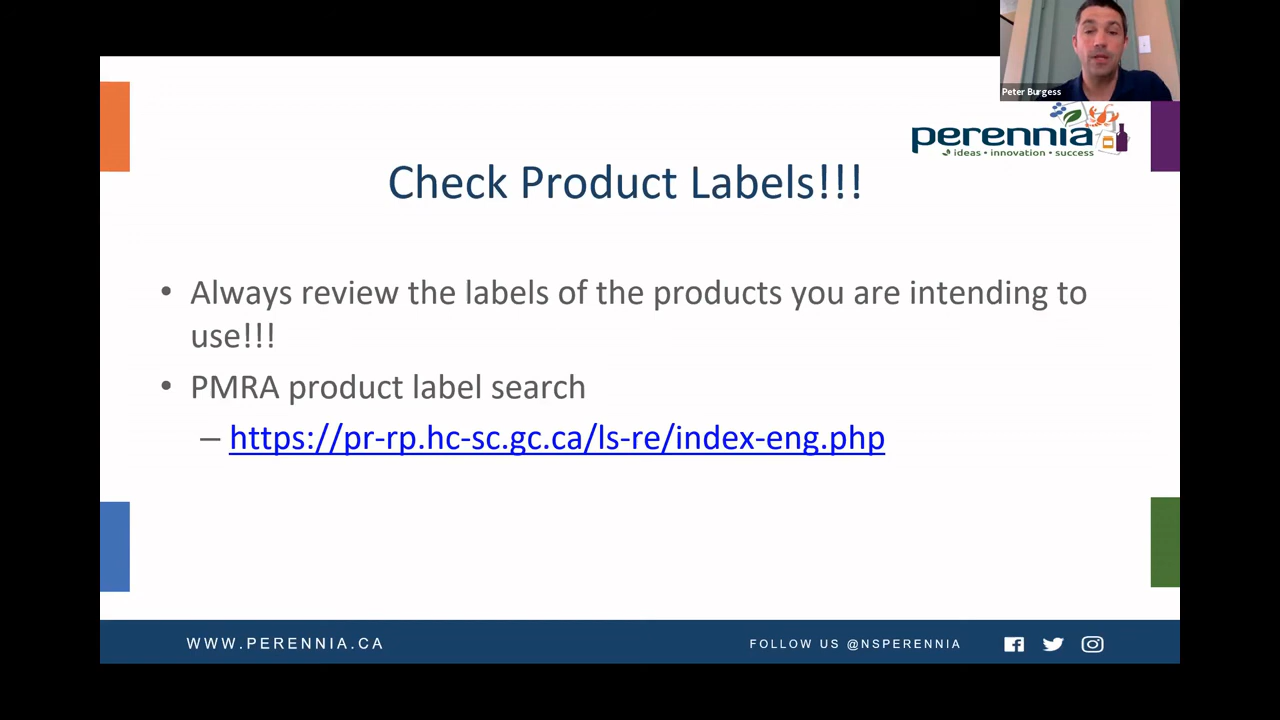 Peter Burgess
perennia
ideas • innovation • success
Check Product Labels!!!
• Always review the labels of the products you are intending to
use!!!
• PMRA product label search
– https://pr-rp.hc-sc.gc.ca/ls-re/index-eng.php
WWW.PERENNIA.CA
FOLLOW US @NSPERENNIA